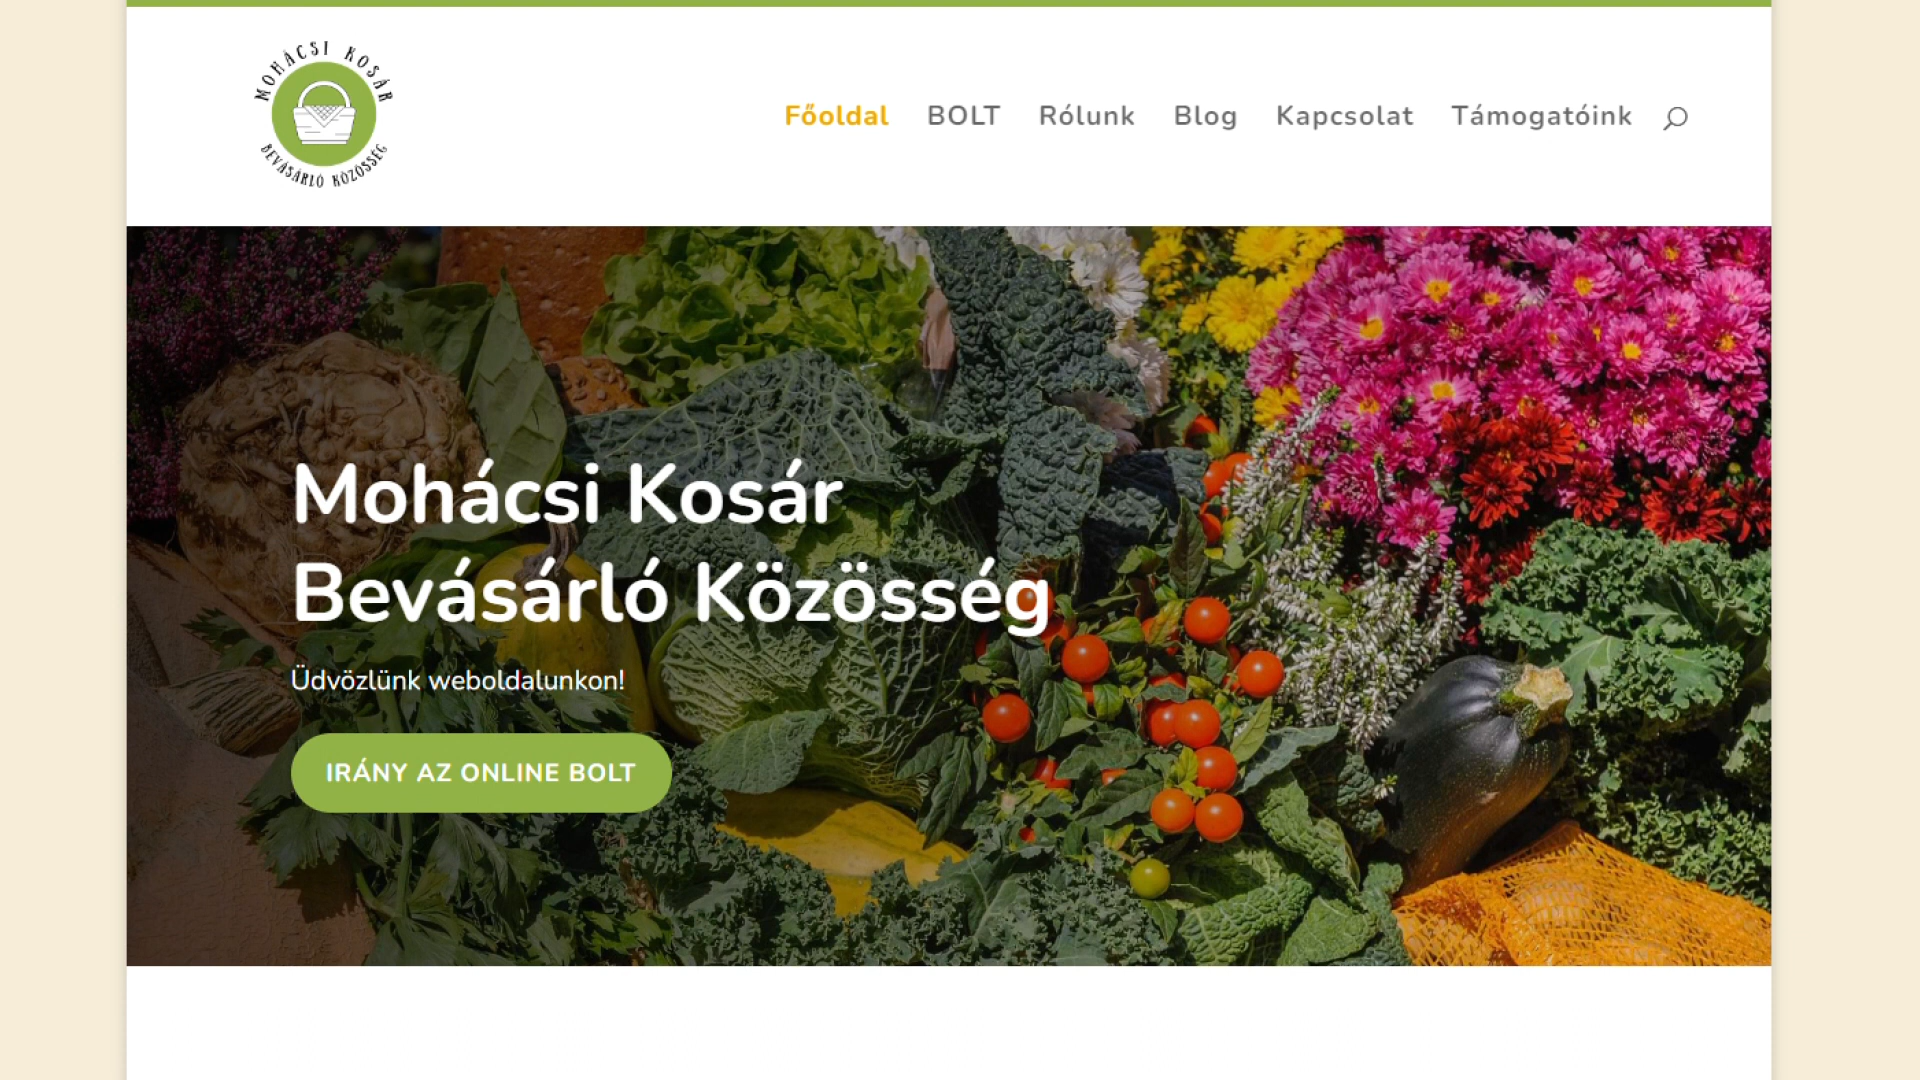 MOHÁCSI KOSÁR
BEVÁSÁRLÓ KÖZÖSSÉG
Főoldal BOLT Rólunk Blog Kapcsolat Támogatóink
Mohácsi Kosár
Bevásárló Közösség
Üdvözlünk weboldalunkon!
IRÁNY AZ ONLINE BOLT